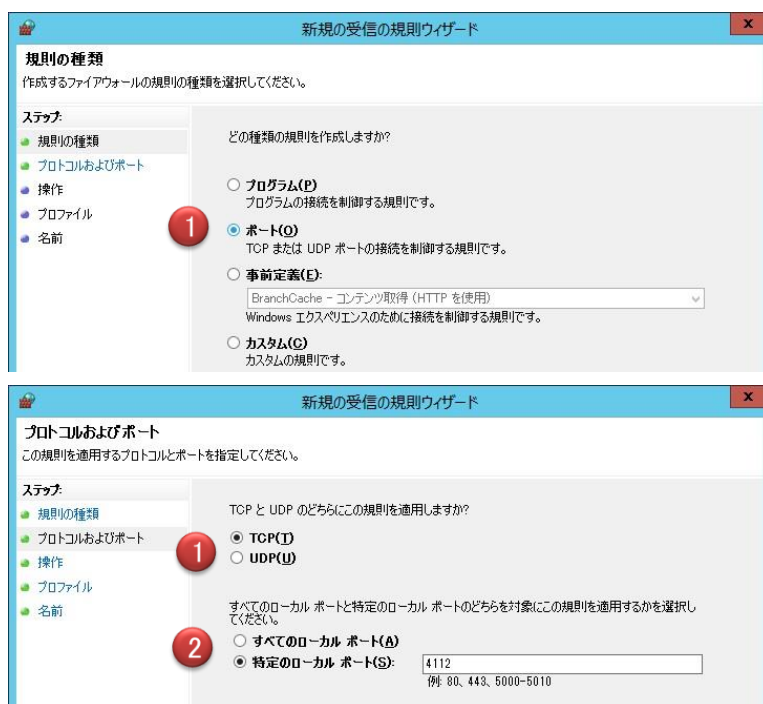 新規の受信の規則ウィザード
x
規則の種類
作成するファイアウォールの規則の種類を選択してください。
ステップ:
規則の種類
プロトコルおよびポート
操作
プロファイル
名前
どの種類の規則を作成しますか?
プログラム(P)
プログラムの接続を制御する規則です。
1
ポート(O)
TCP または UDP ポートの接続を制御する規則です。
事前定義(E):
BranchCache - コンテンツ取得 (HTTP を使用)
Windows エクスペリエンスのために接続を制御する規則です。
カスタム(C)
カスタムの規則です。
新規の受信の規則ウィザード
x
プロトコルおよびポート
この規則を適用するプロトコルとポートを指定してください。
ステップ:
規則の種類
プロトコルおよびポート
操作
プロファイル
名前
TCP と UDP のどちらにこの規則を適用しますか?
1
TCP(T)
UDP(U)
すべてのローカル ポートと特定のローカル ポートのどちらを対象にこの規則を適用するかを選択し
てください。
2
すべてのローカル ポート(A)
特定のローカル ポート(S):
4112
例: 80、443、5000-5010